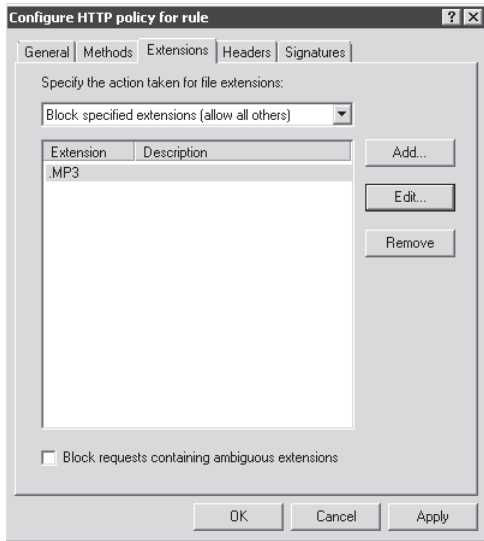 Configure HTTP policy for rule
General Methods Extensions Headers Signatures
Specify the action taken for file extensions:
Block specified extensions (allow all others)
Extension Description
.MP3
Add...
Edit...
Remove
Block requests containing ambiguous extensions
OK Cancel Apply